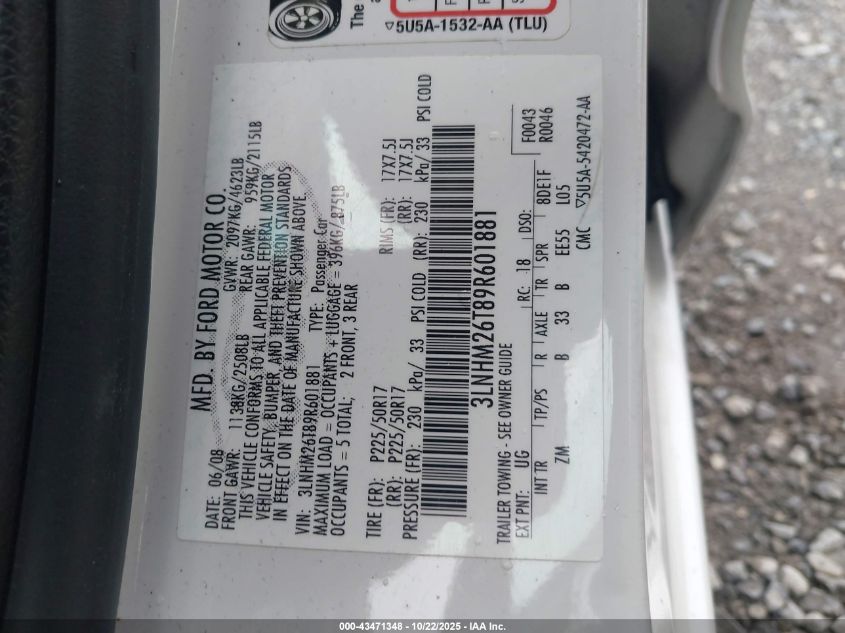 The
5U5A-1532-AA (TLU)
MFD. BY FORD MOTOR CO.
DATE: 06/08 GVWR: 2097KG/4623LB
FRONT GAWR: 1138KG/2508LB REAR GAWR: 959KG/2115LB
THIS VEHICLE CONFORMS TO ALL APPLICABLE FEDERAL MOTOR
VEHICLE SAFETY, BUMPER, AND THEFT PREVENTION STANDARDS
IN EFFECT ON THE DATE OF MANUFACTURE SHOWN ABOVE
VIN: 3LNHM26T89R601881 TYPE: Passenger Car
MAXIMUM LOAD = OCCUPANTS + LUGGAGE = 396KG/875LB
OCCUPANTS = 5 TOTAL; 2 FRONT, 3 REAR
TIRE (FR): P225/50R17 RIMS (FR): 17X7.5J
(RR): P225/50R17 (RR): 17X7.5J
PRESSURE (FR): 230 kPa/ 33 PSI COLD (RR): 230 kPa/ 33 PSI COLD
3LNHM26T89R601881
TRAILER TOWING - SEE OWNER GUIDE
EXT PNT: UG RC: 18 DSO: F0043
R0046
INT TR TP/PS R AXLE TR SPR 8DE1F
ZM B 33 B EE55 L05
CMC 5U5A-5420472-AA
000-43471348 - 10/22/2025 - IAA Inc.